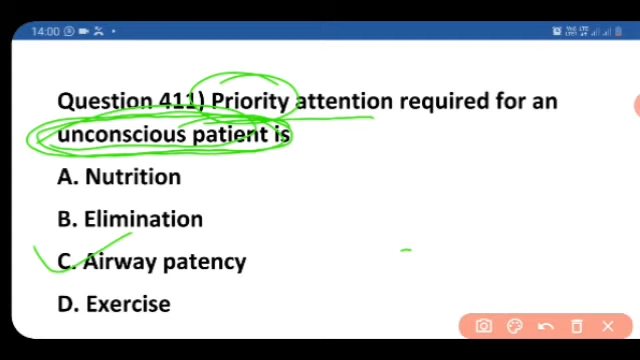 14:00
Question 411) Priority attention required for an
unconscious patient is
A. Nutrition
B. Elimination
C. Airway patency
D. Exercise